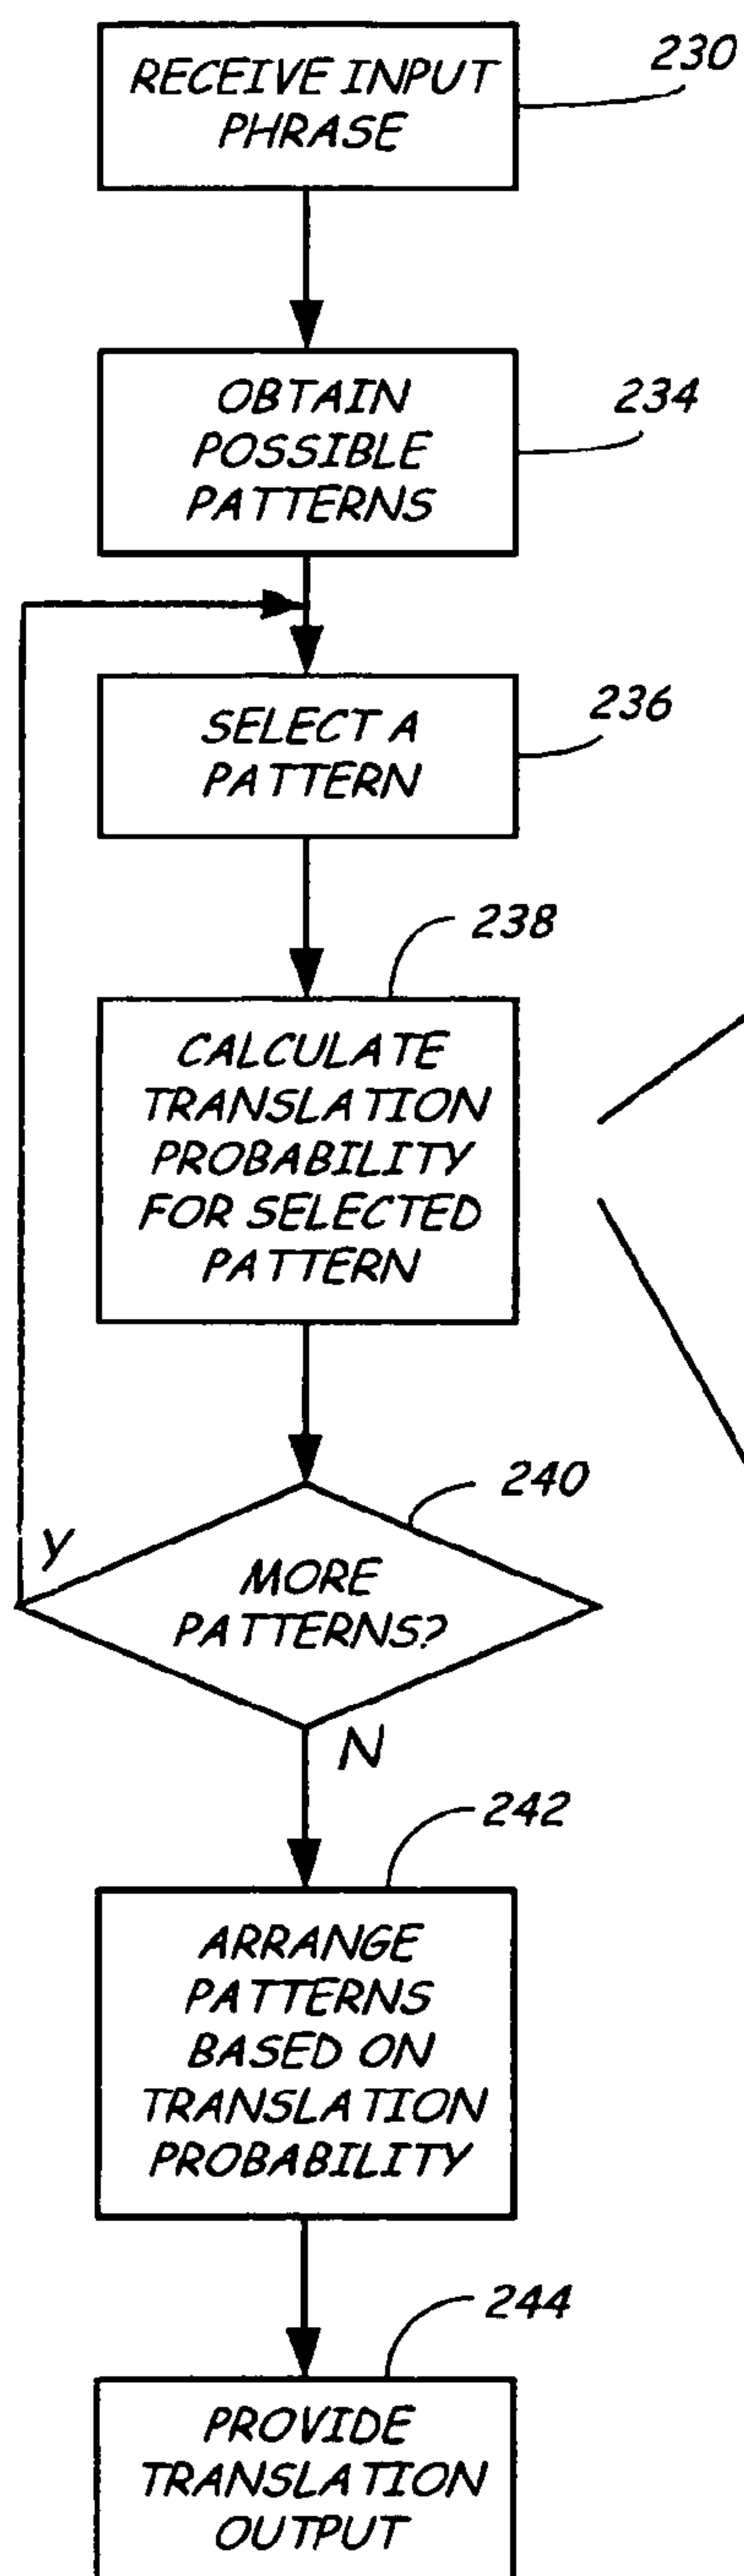 RECEIVE INPUT
PHRASE
230
OBTAIN
POSSIBLE
PATTERNS
234
SELECT A
PATTERN
236
238
CALCULATE
TRANSLATION
PROBABILITY
FOR SELECTED
PATTERN
240
Y
MORE
PATTERNS?
N
242
ARRANGE
PATTERNS
BASED ON
TRANSLATION
PROBABILITY
244
PROVIDE
TRANSLATION
OUTPUT